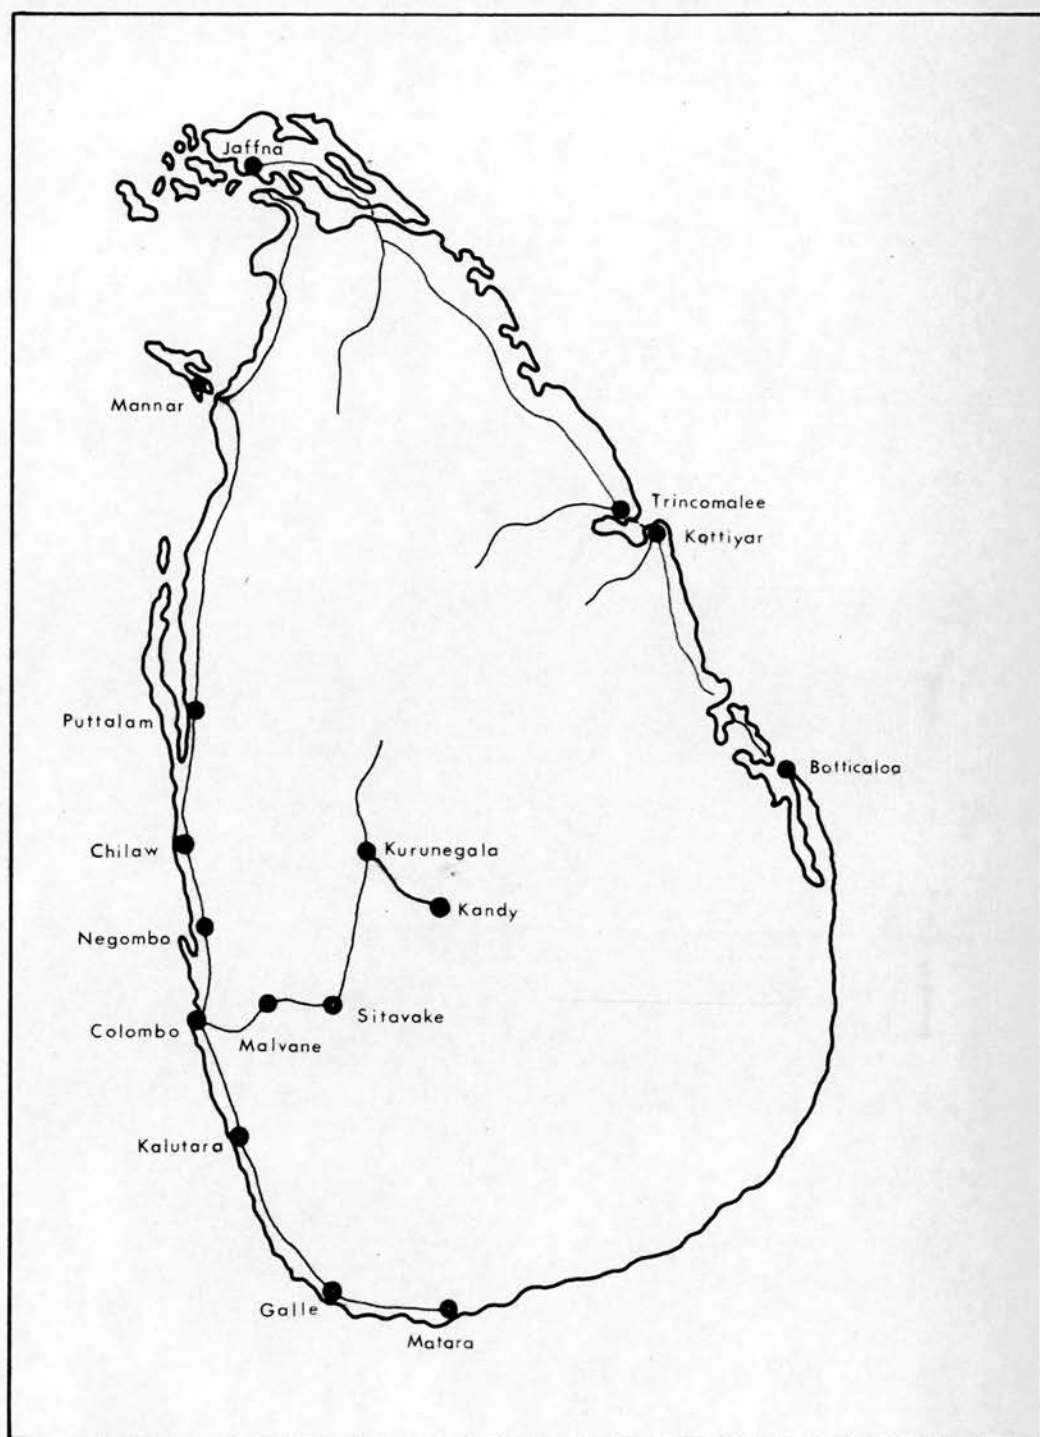 Jaffna
Mannar
Trincomalee
Kottiyar
Puttalam
Botticaloa
Chilaw
Kurunegala
Kandy
Negombo
Sitavake
Colombo
Malvane
Kalutara
Galle
Matara